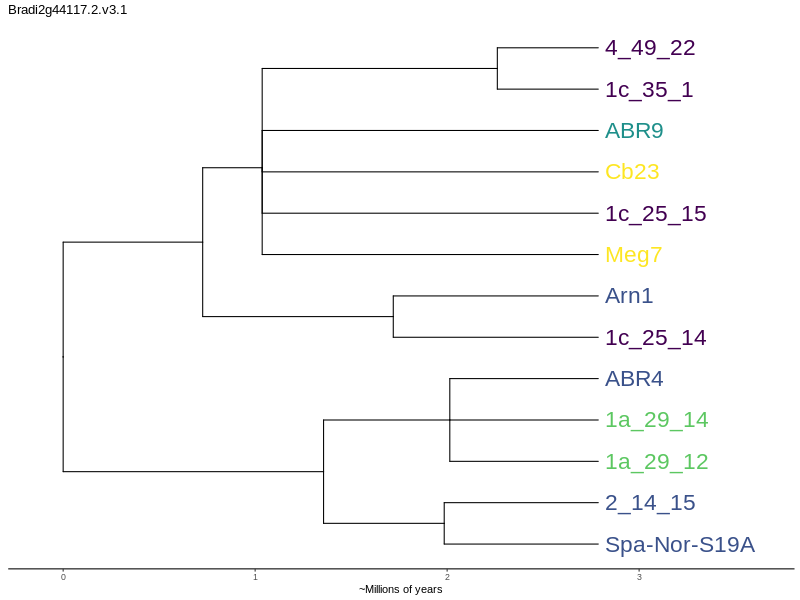 Bradi2g44117.2.v3.1
4_49_22
1c_35_1
ABR9
Cb23
1c_25_15
Meg7
Arn1
1c_25_14
ABR4
1a_29_14
1a_29_12
2_14_15
Spa-Nor-S19A
0 1 2 3
~Millions of years